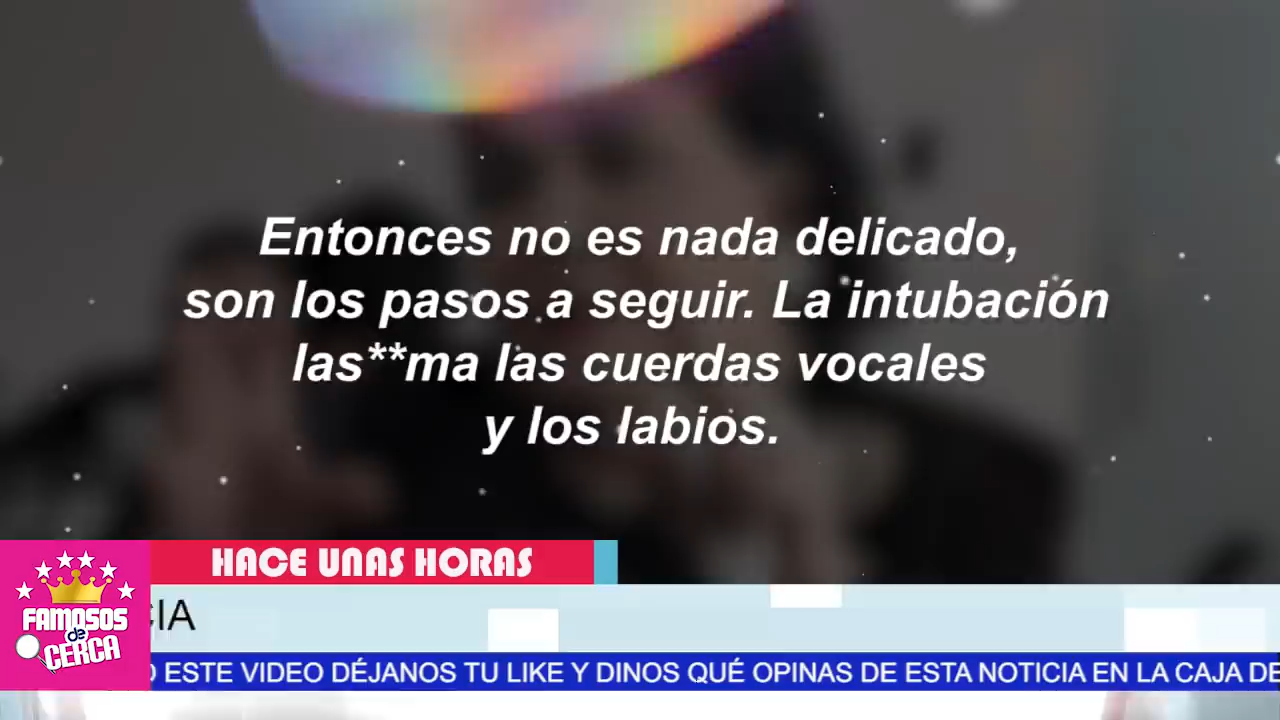 Entonces no es nada delicado,
son los pasos a seguir. La intubación
las**ma las cuerdas vocales
y los labios.
HACE UNAS HORAS
CIA
FAMOSOS
de
CERCA
O ESTE VIDEO DÉJANOS TU LIKE Y DINOS QUÉ OPINAS DE ESTA NOTICIA EN LA CAJA DE